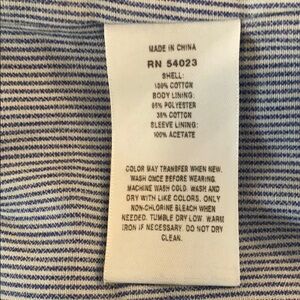 MADE IN CHINA
RN 54023
SHELL:
100% COTTON
BODY LINING:
65% POLYESTER
35% COTTON
SLEEVE LINING:
100% ACETATE
COLOR MAY TRANSFER WHEN NEW.
WASH ONCE BEFORE WEARING.
MACHINE WASH COLD. WASH AND
DRY WITH LIKE COLORS. ONLY
NON-CHLORINE BLEACH WHEN
NEEDED. TUMBLE DRY LOW. WARM
IRON IF NECESSARY. DO NOT DRY
CLEAN.